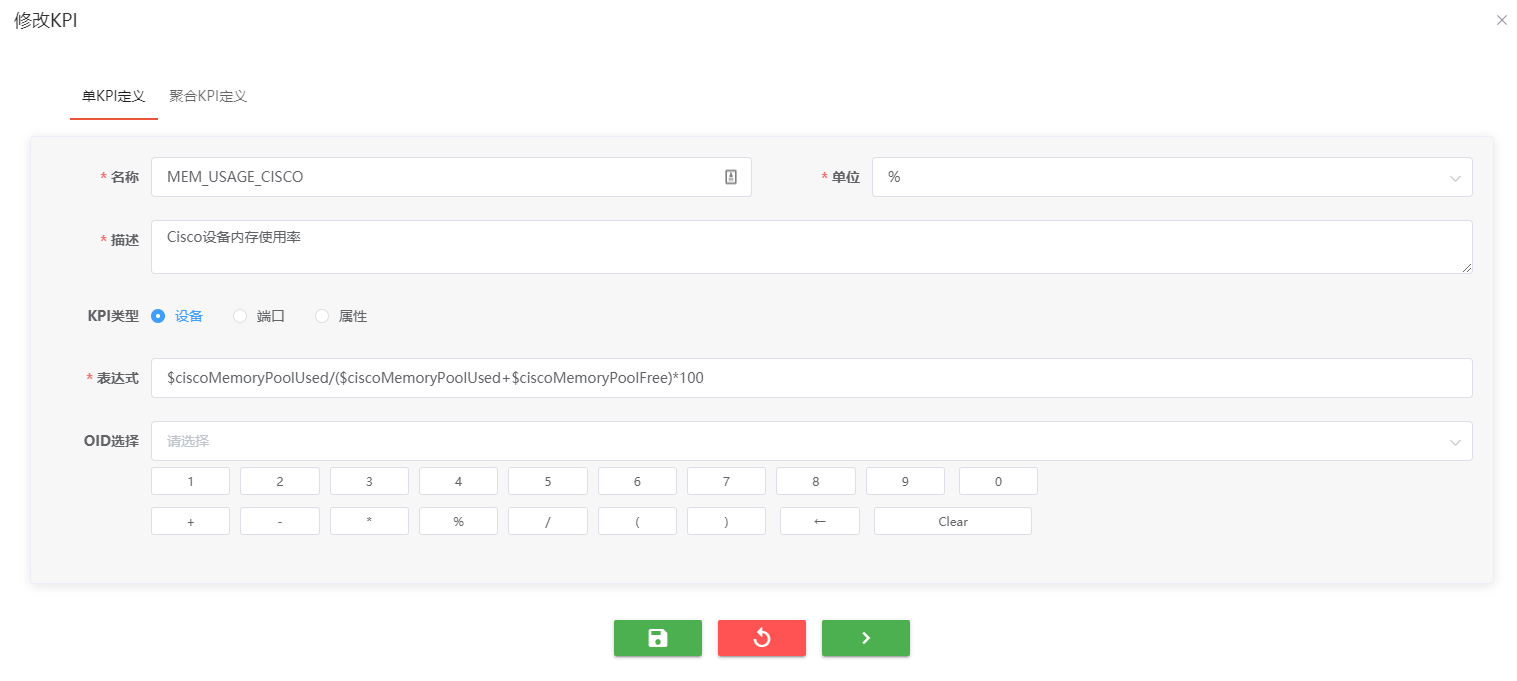 修改KPI
单KPI定义 聚合KPI定义
* 名称 MEM_USAGE_CISCO * 单位 %
* 描述 Cisco设备内存使用率
KPI类型 设备 端口 属性
* 表达式 $ciscoMemoryPoolUsed/($ciscoMemoryPoolUsed+$ciscoMemoryPoolFree)*100
OID选择 请选择
1 2 3 4 5 6 7 8 9 0
+ - * % / ( ) ← Clear